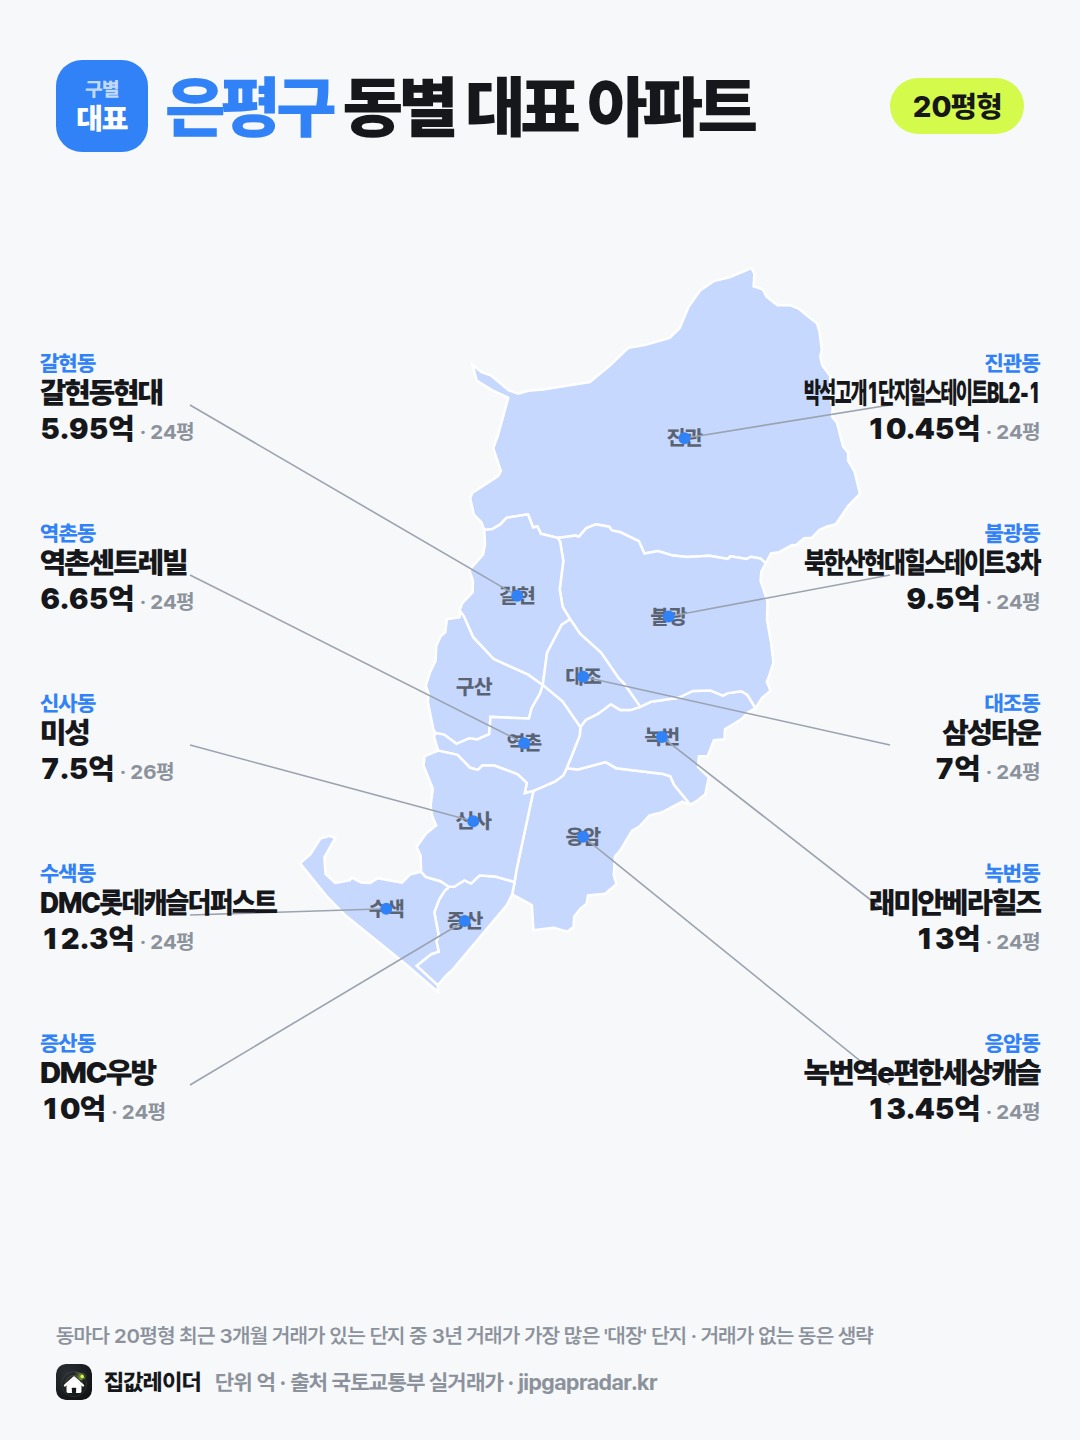 구별
대표
은평구 동별 대표 아파트
20평형
갈현동
갈현동현대
5.95억 · 24평
역촌동
역촌센트레빌
6.65억 · 24평
신사동
미성
7.5억 · 26평
수색동
DMC롯데캐슬더퍼스트
12.3억 · 24평
증산동
DMC우방
10억 · 24평
진관
갈현
불광
구산
대조
역촌
녹번
신사
응암
수색
증산
진관동
박석고개1단지힐스테이트BL2-1
10.45억 · 24평
불광동
북한산현대힐스테이트3차
9.5억 · 24평
대조동
삼성타운
7억 · 24평
녹번동
래미안베라힐즈
13억 · 24평
응암동
녹번역e편한세상캐슬
13.45억 · 24평
동마다 20평형 최근 3개월 거래가 있는 단지 중 3년 거래가 가장 많은 '대장' 단지 · 거래가 없는 동은 생략
집값레이더 단위 억 · 출처 국토교통부 실거래가 · jipgapradar.kr